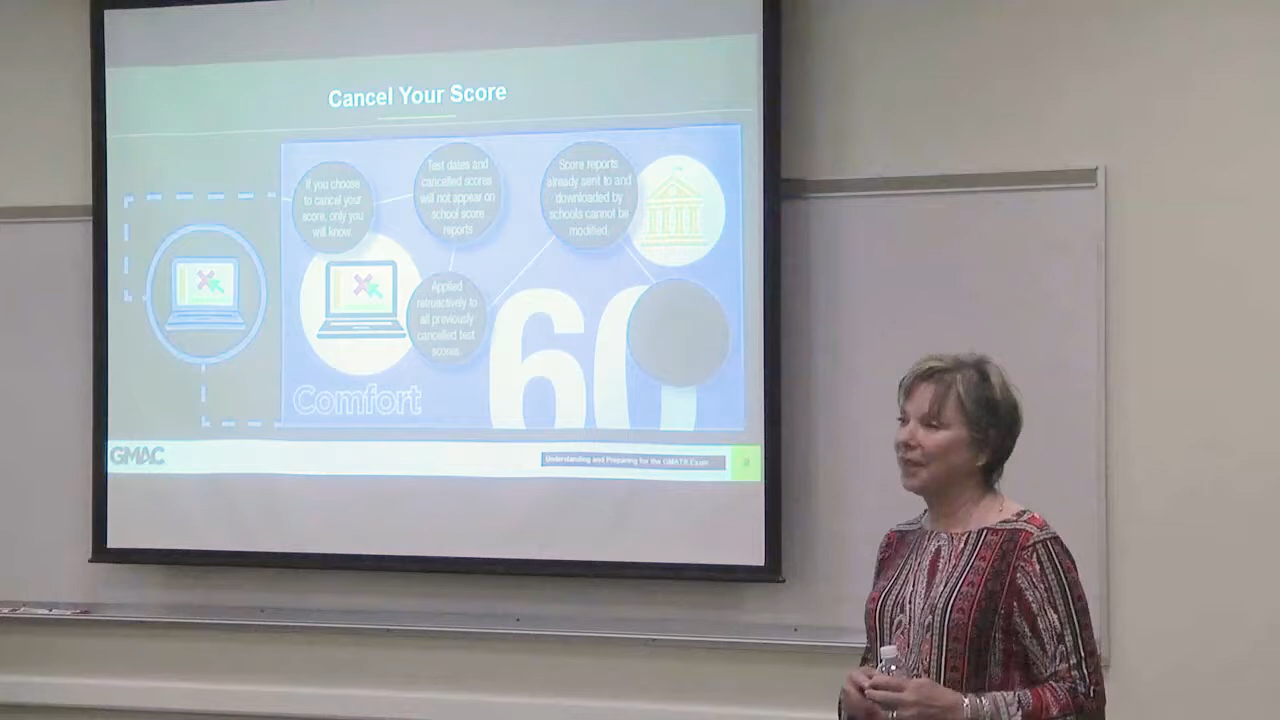 Cancel Your Score
If you choose
to cancel your
score, only you
will know.
Test dates and
cancelled scores
will not appear on
school score
reports
Score reports
already sent to and
downloaded by
schools cannot be
modified.
Applied
retroactively to
all previously
cancelled test
scores.
Comfort
60
GMAC
Understanding and Preparing for the GMAT® Exam